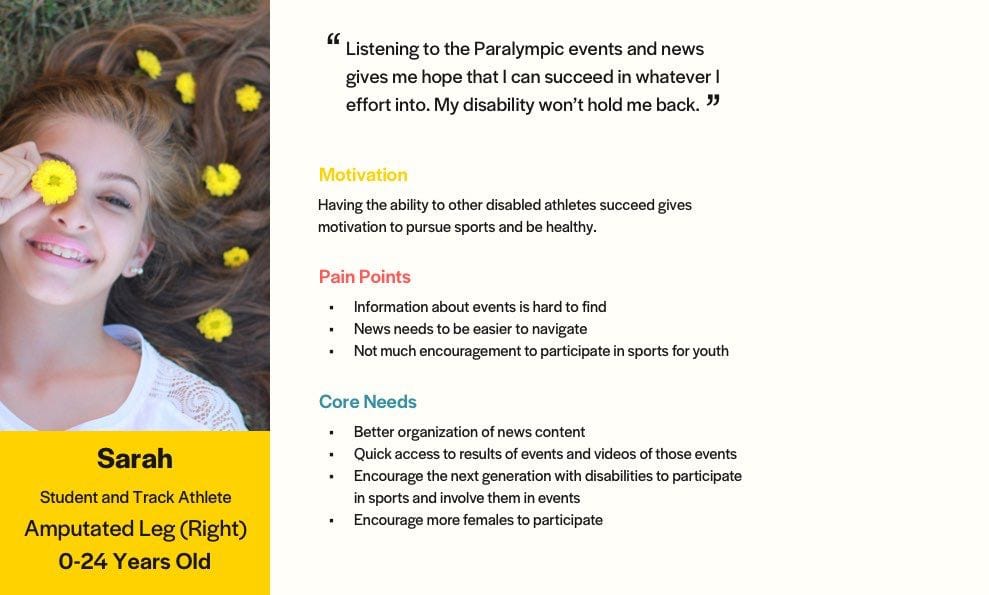 “ Listening to the Paralympic events and news
gives me hope that I can succeed in whatever I
effort into. My disability won’t hold me back. ”
Motivation
Having the ability to other disabled athletes succeed gives
motivation to pursue sports and be healthy.
Pain Points
▪ Information about events is hard to find
▪ News needs to be easier to navigate
▪ Not much encouragement to participate in sports for youth
Core Needs
▪ Better organization of news content
▪ Quick access to results of events and videos of those events
▪ Encourage the next generation with disabilities to participate
in sports and involve them in events
▪ Encourage more females to participate
Sarah
Student and Track Athlete
Amputated Leg (Right)
0-24 Years Old